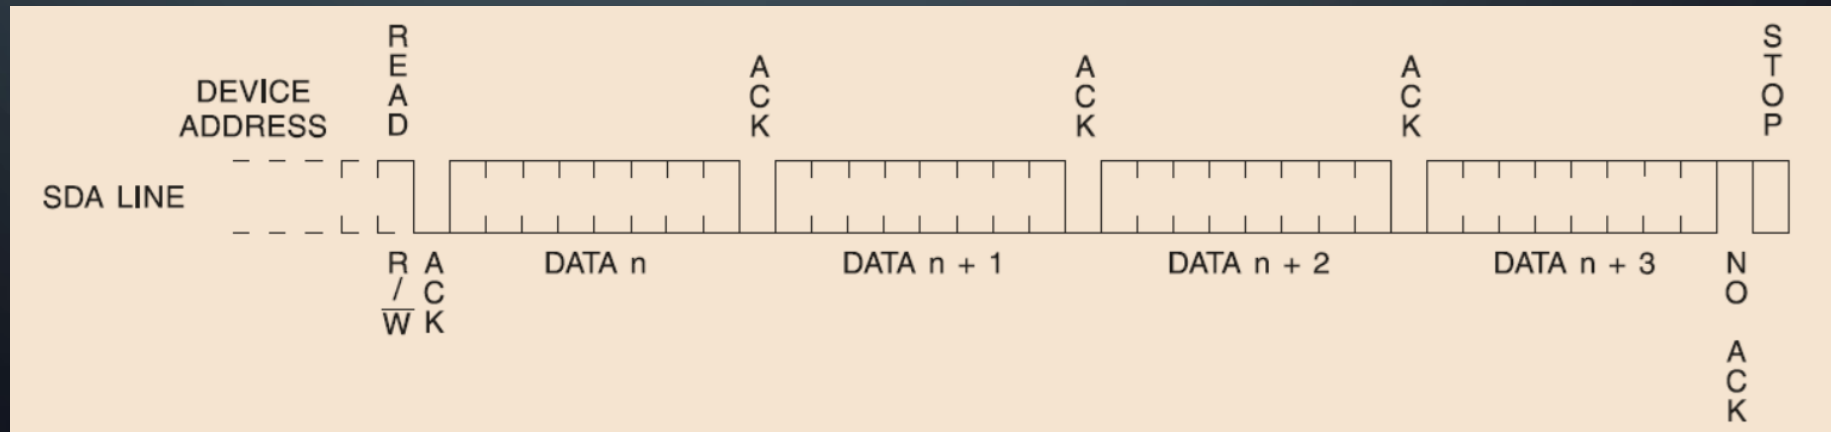 READ
DEVICE
ADDRESS
ACK
ACK
ACK
STOP
SDA LINE
R/W
ACK
DATA n
DATA n + 1
DATA n + 2
DATA n + 3
NO ACK